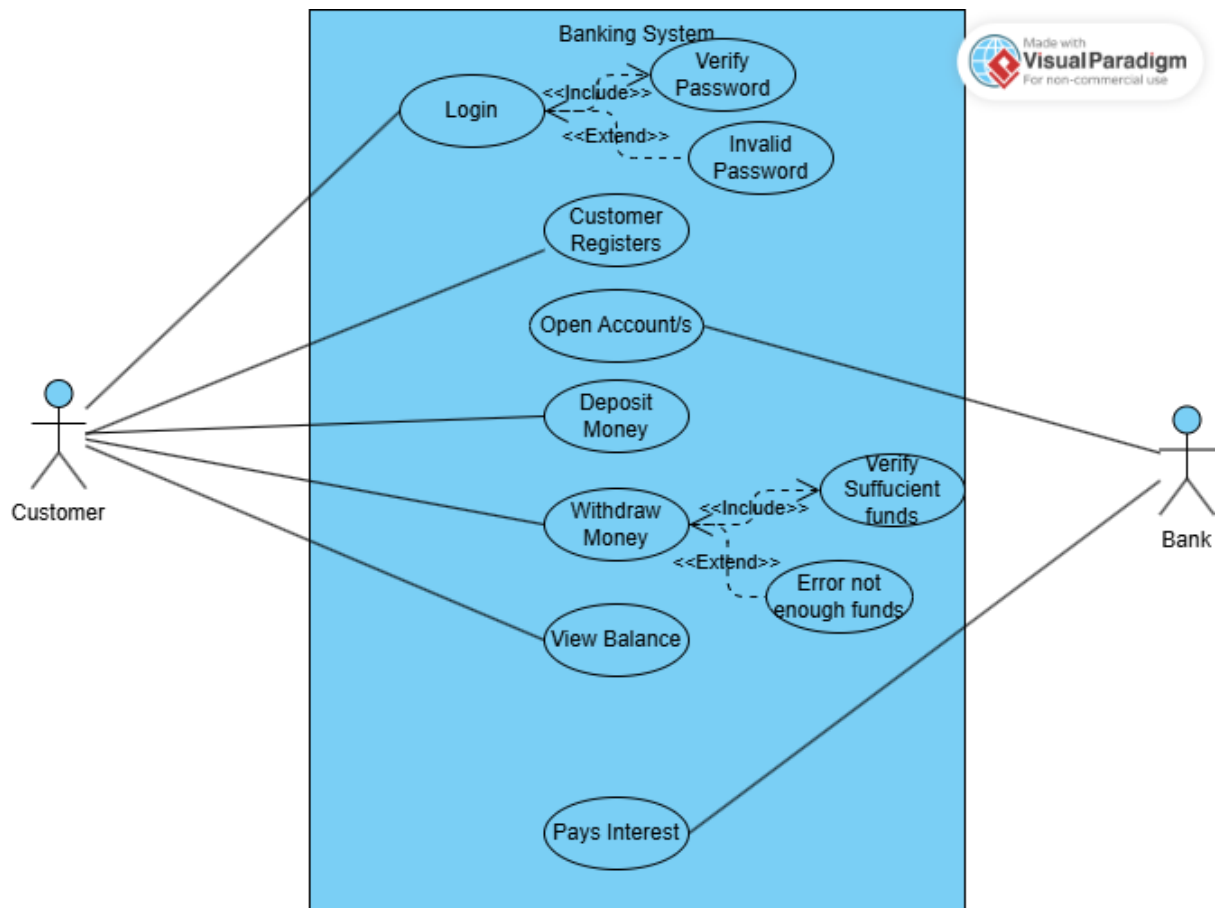 Banking System
Made with
Visual Paradigm
For non-commercial use
Verify
Password
<<Include>>
Login
<<Extend>>
Invalid
Password
Customer
Registers
Open Account/s
Deposit
Money
Verify
Suffucient
funds
<<Include>>
Withdraw
Money
Customer
Bank
<<Extend>>
Error not
enough funds
View Balance
Pays Interest